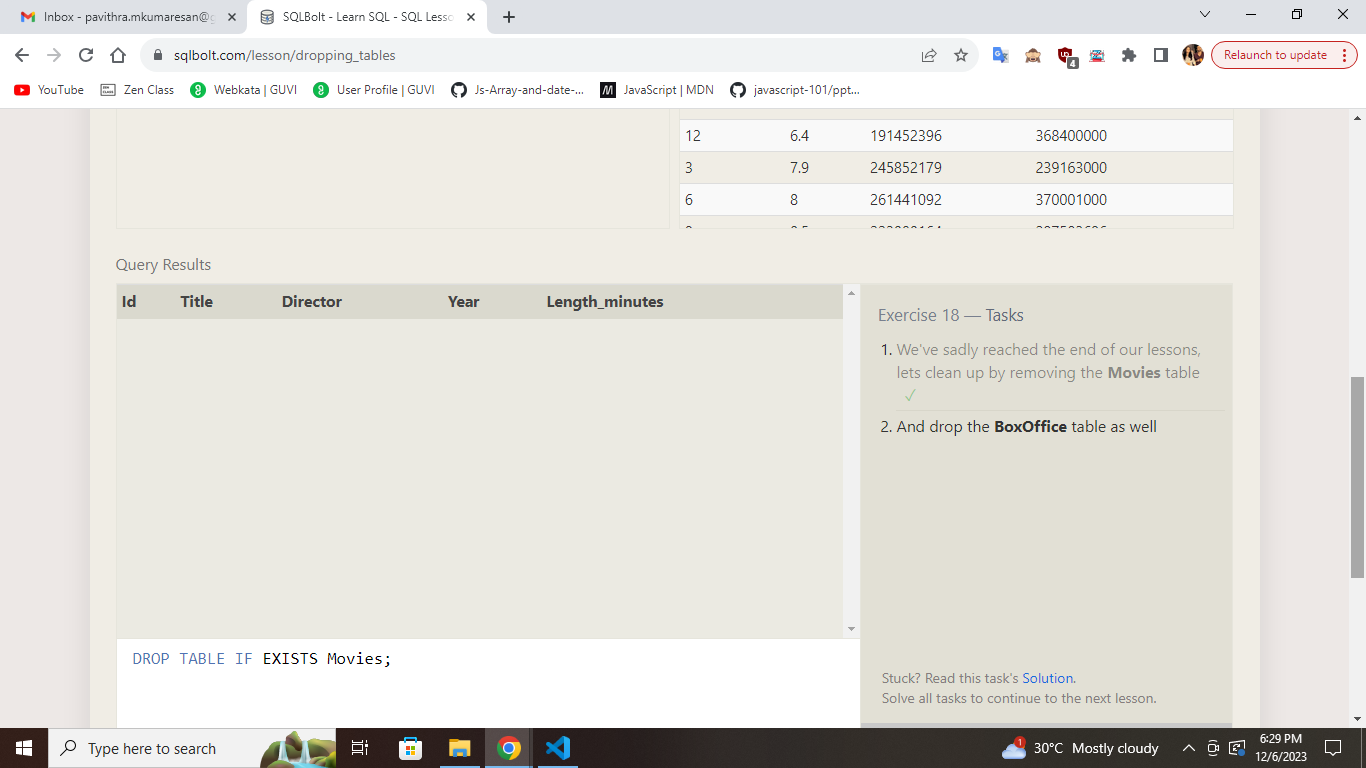 Inbox - pavithra.mkumaresan@g
SQLBolt - Learn SQL - SQL Lesso
sqlbolt.com/lesson/dropping_tables
4
Relaunch to update
YouTube
Zen Class
Webkata | GUVI
User Profile | GUVI
Js-Array-and-date-...
JavaScript | MDN
javascript-101/ppt...
12 6.4 191452396 368400000
3 7.9 245852179 239163000
6 8 261441092 370001000
Query Results
Id Title Director Year Length_minutes
Exercise 18 — Tasks
1. We've sadly reached the end of our lessons,
lets clean up by removing the Movies table
✓
2. And drop the BoxOffice table as well
DROP TABLE IF EXISTS Movies;
Stuck? Read this task's Solution.
Solve all tasks to continue to the next lesson.
Type here to search
1
30°C Mostly cloudy
6:29 PM
12/6/2023